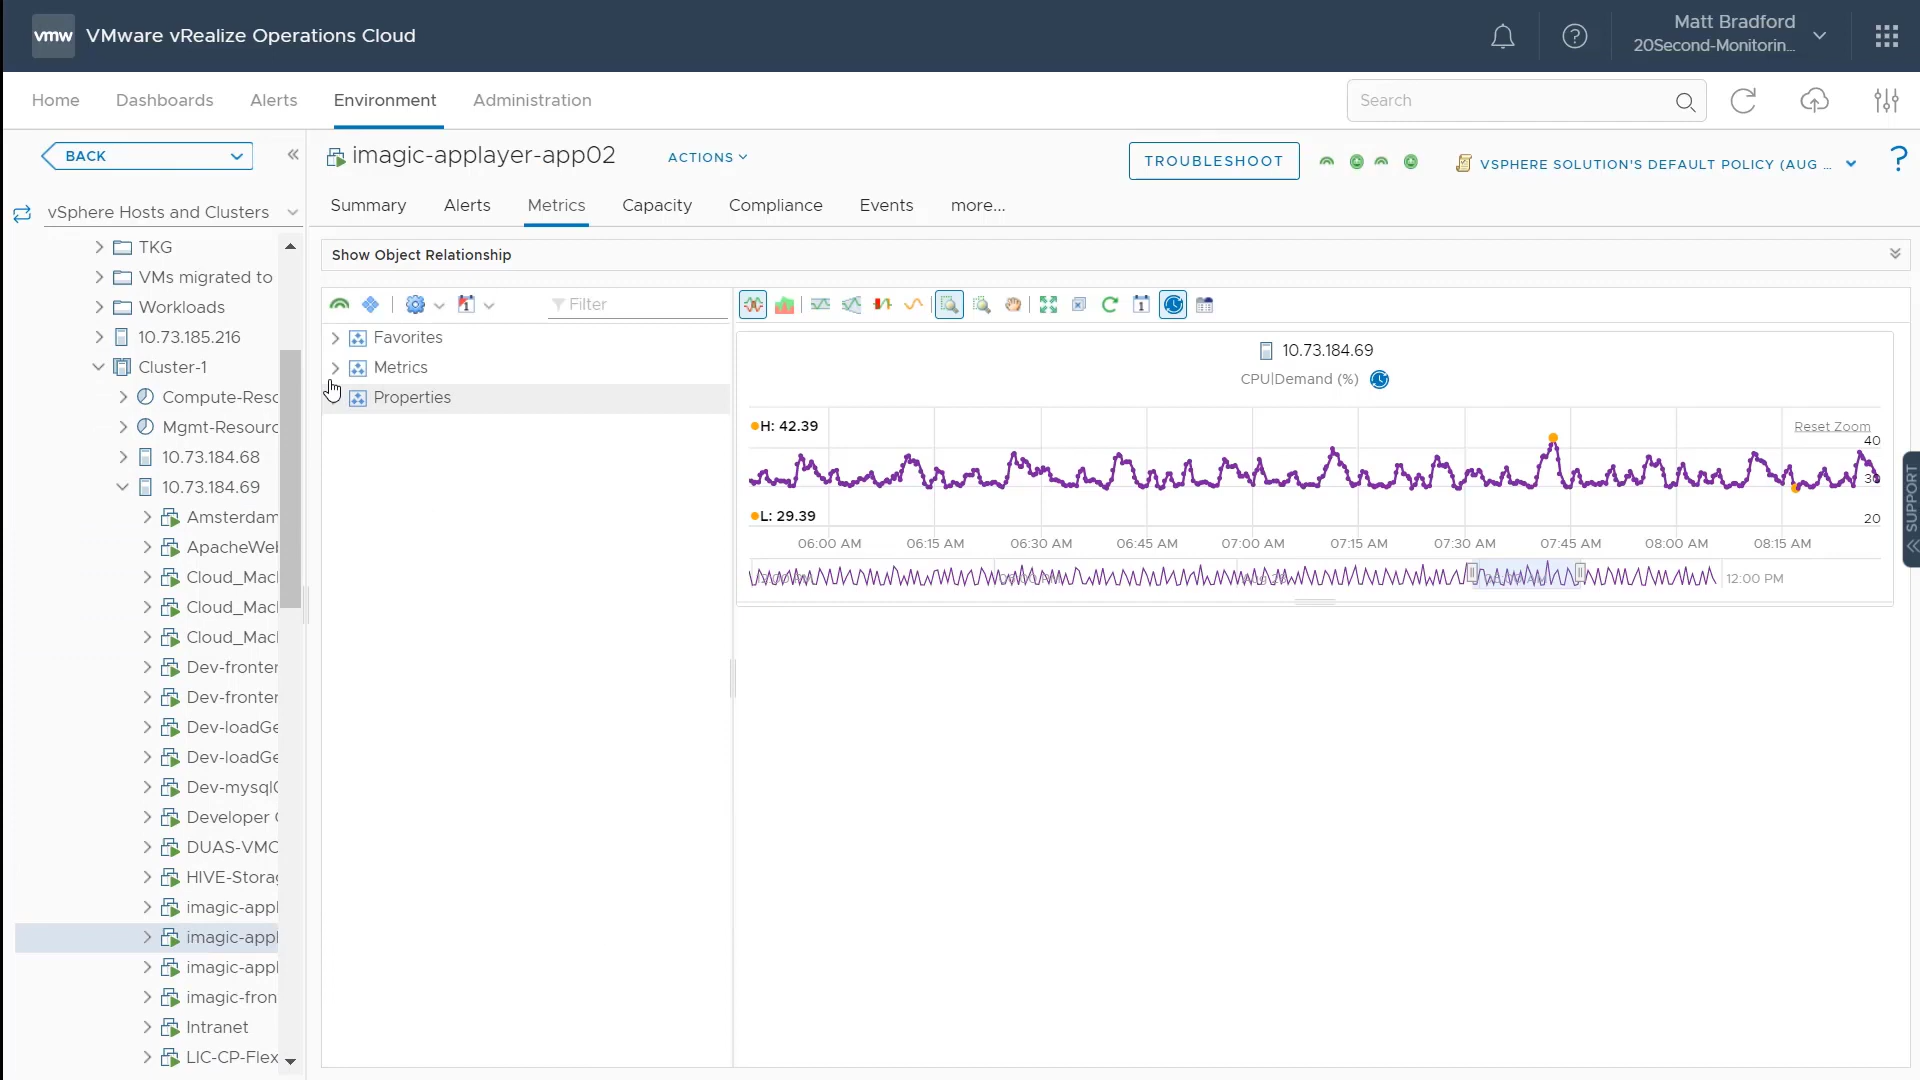 vmw VMware vRealize Operations Cloud
Matt Bradford
20Second-Monitorin...
Home Dashboards Alerts Environment Administration
Search
BACK
imagic-applayer-app02
ACTIONS
TROUBLESHOOT
VSPHERE SOLUTION'S DEFAULT POLICY (AUG ...
?
vSphere Hosts and Clusters
Summary Alerts Metrics Capacity Compliance Events more...
Show Object Relationship
TKG
VMs migrated to
Workloads
10.73.185.216
Cluster-1
Compute-Reso
Mgmt-Resourc
10.73.184.68
10.73.184.69
Amsterdam
ApacheWeb
Cloud_Mach
Cloud_Mach
Cloud_Mach
Dev-fronten
Dev-fronten
Dev-loadGe
Dev-loadGe
Dev-mysql
Developer
DUAS-VMC
HIVE-Storag
imagic-appl
imagic-appl
imagic-appl
imagic-fron
Intranet
LIC-CP-Flex
Filter
Favorites
Metrics
Properties
10.73.184.69
CPU|Demand (%)
H: 42.39
Reset Zoom
40
30
L: 29.39
20
06:00 AM 06:15 AM 06:30 AM 06:45 AM 07:00 AM 07:15 AM 07:30 AM 07:45 AM 08:00 AM 08:15 AM
12:00 PM
SUPPORT